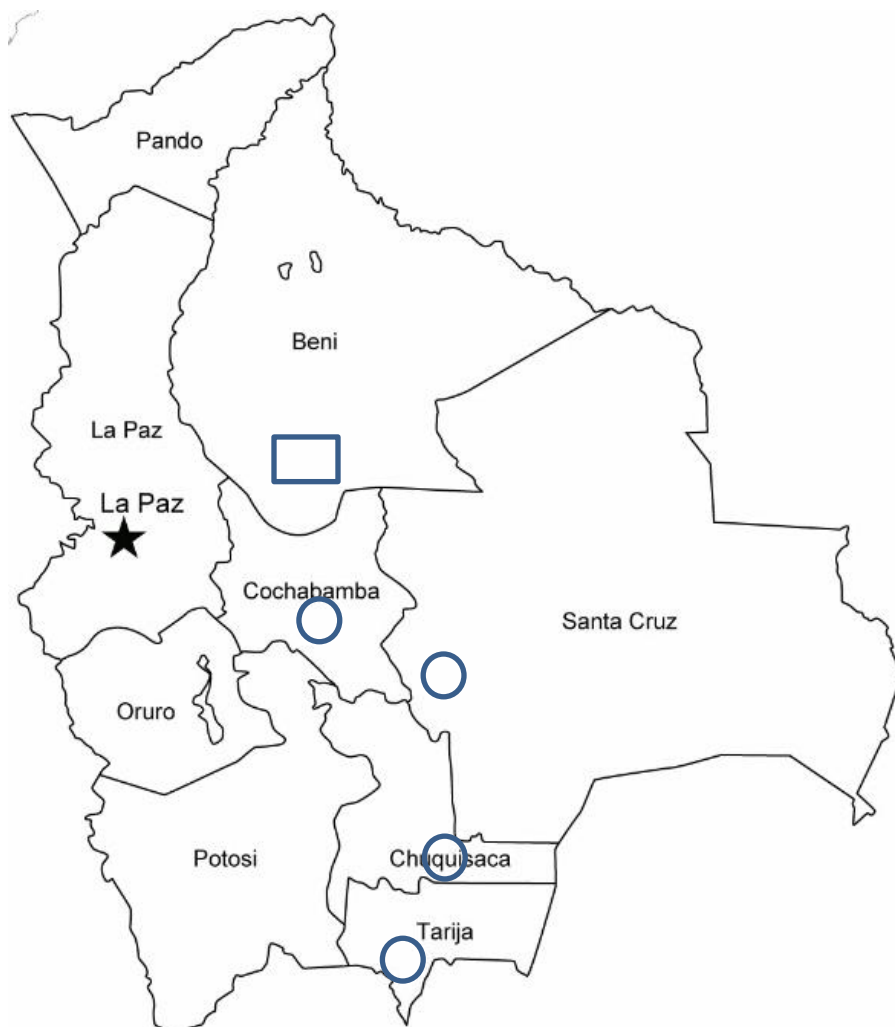 Pando
Beni
La Paz
La Paz
Cochabamba
Santa Cruz
Oruro
Potosi
Chuquisaca
Tarija